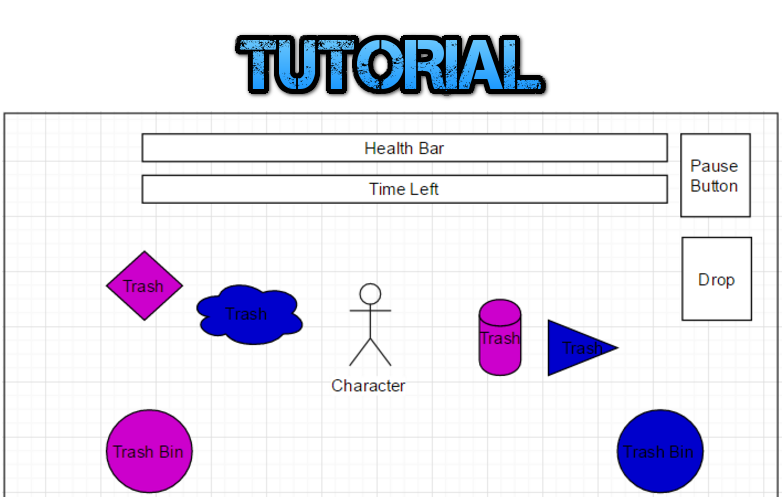 TUTORIAL
Health Bar
Time Left
Pause
Button
Drop
Trash
Trash
Trash
Trash
Character
Trash Bin
Trash Bin